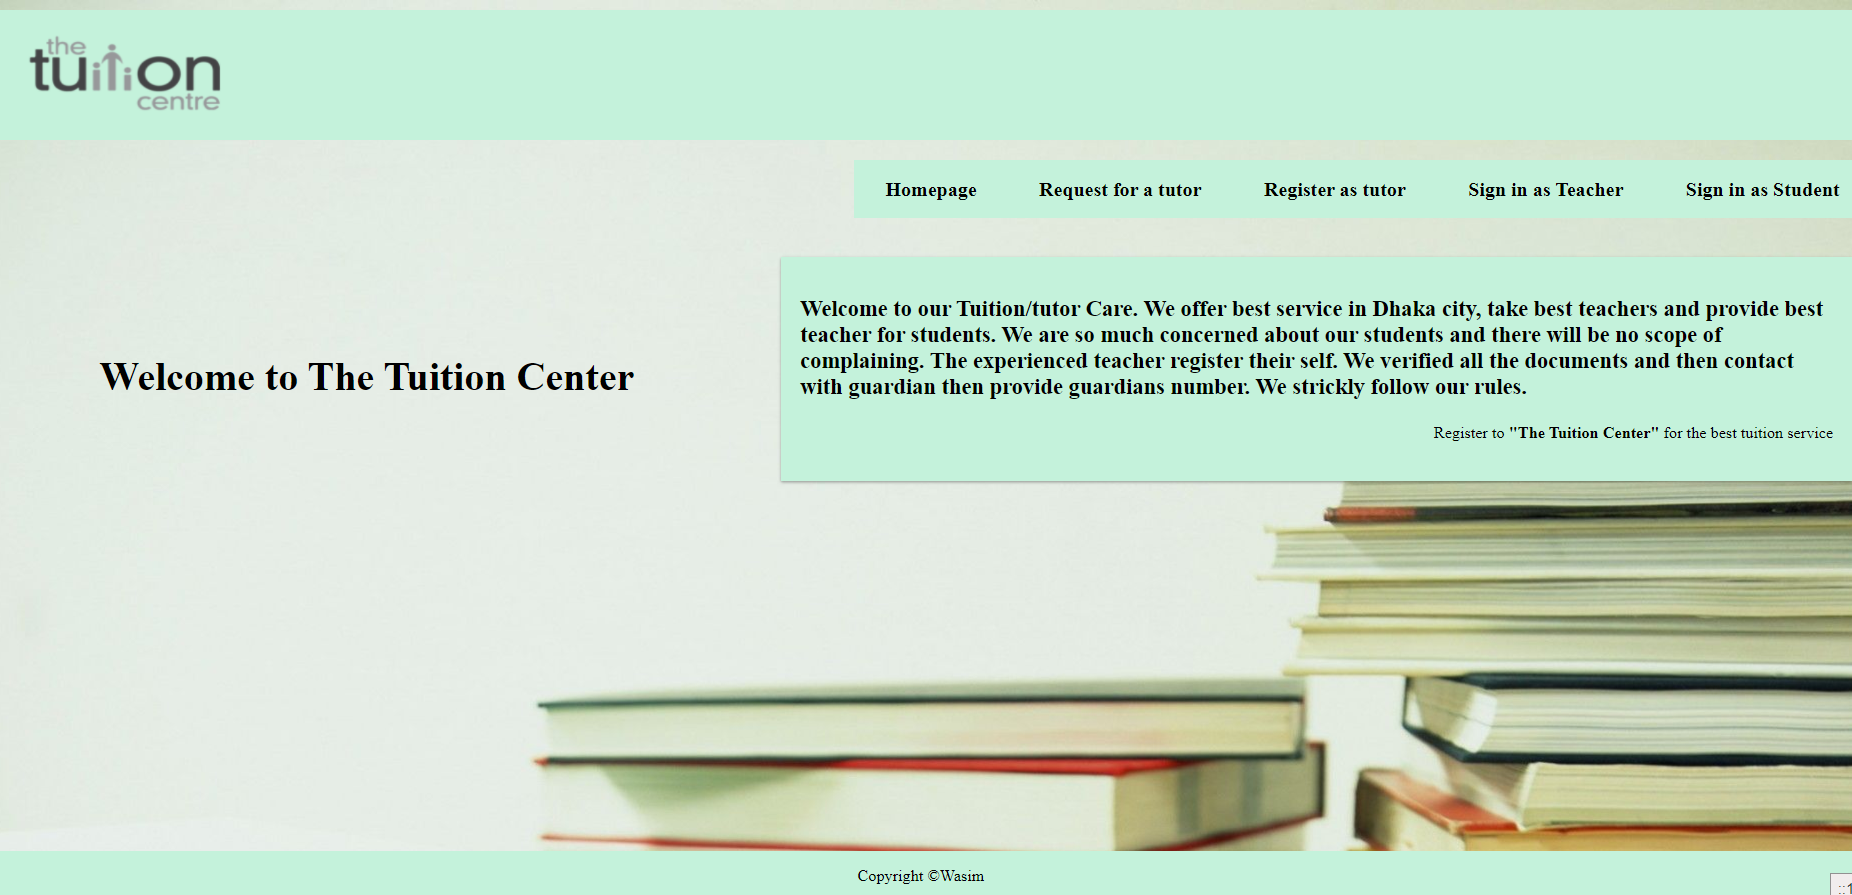 the
tuition
centre
Homepage Request for a tutor Register as tutor Sign in as Teacher Sign in as Student
Welcome to The Tuition Center
Welcome to our Tuition/tutor Care. We offer best service in Dhaka city, take best teachers and provide best
teacher for students. We are so much concerned about our students and there will be no scope of
complaining. The experienced teacher register their self. We verified all the documents and then contact
with guardian then provide guardians number. We strickly follow our rules.
Register to "The Tuition Center" for the best tuition service
Copyright ©Wasim